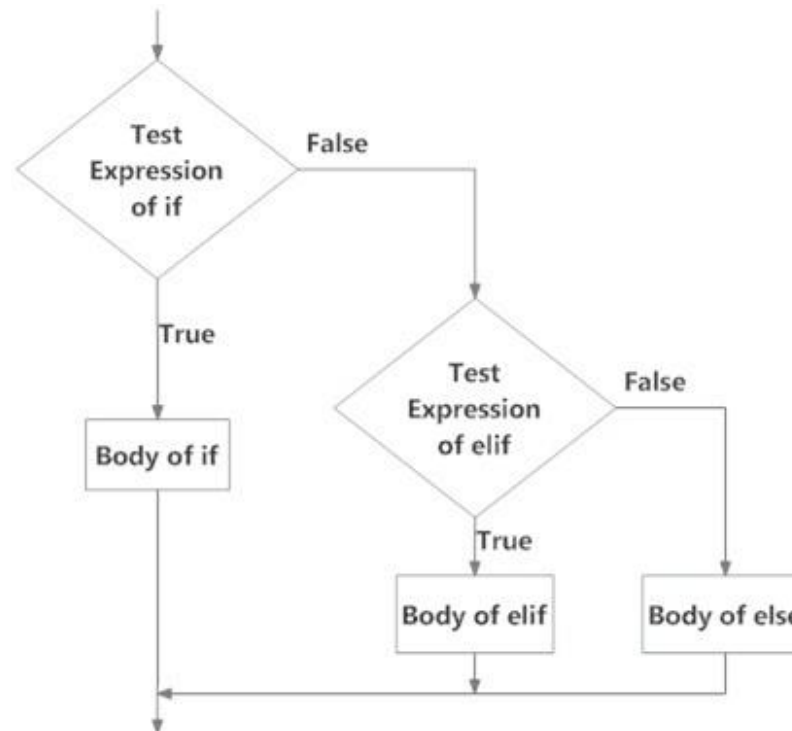 Test
Expression
of if
False
True
Body of if
Test
Expression
of elif
False
True
Body of elif
Body of else